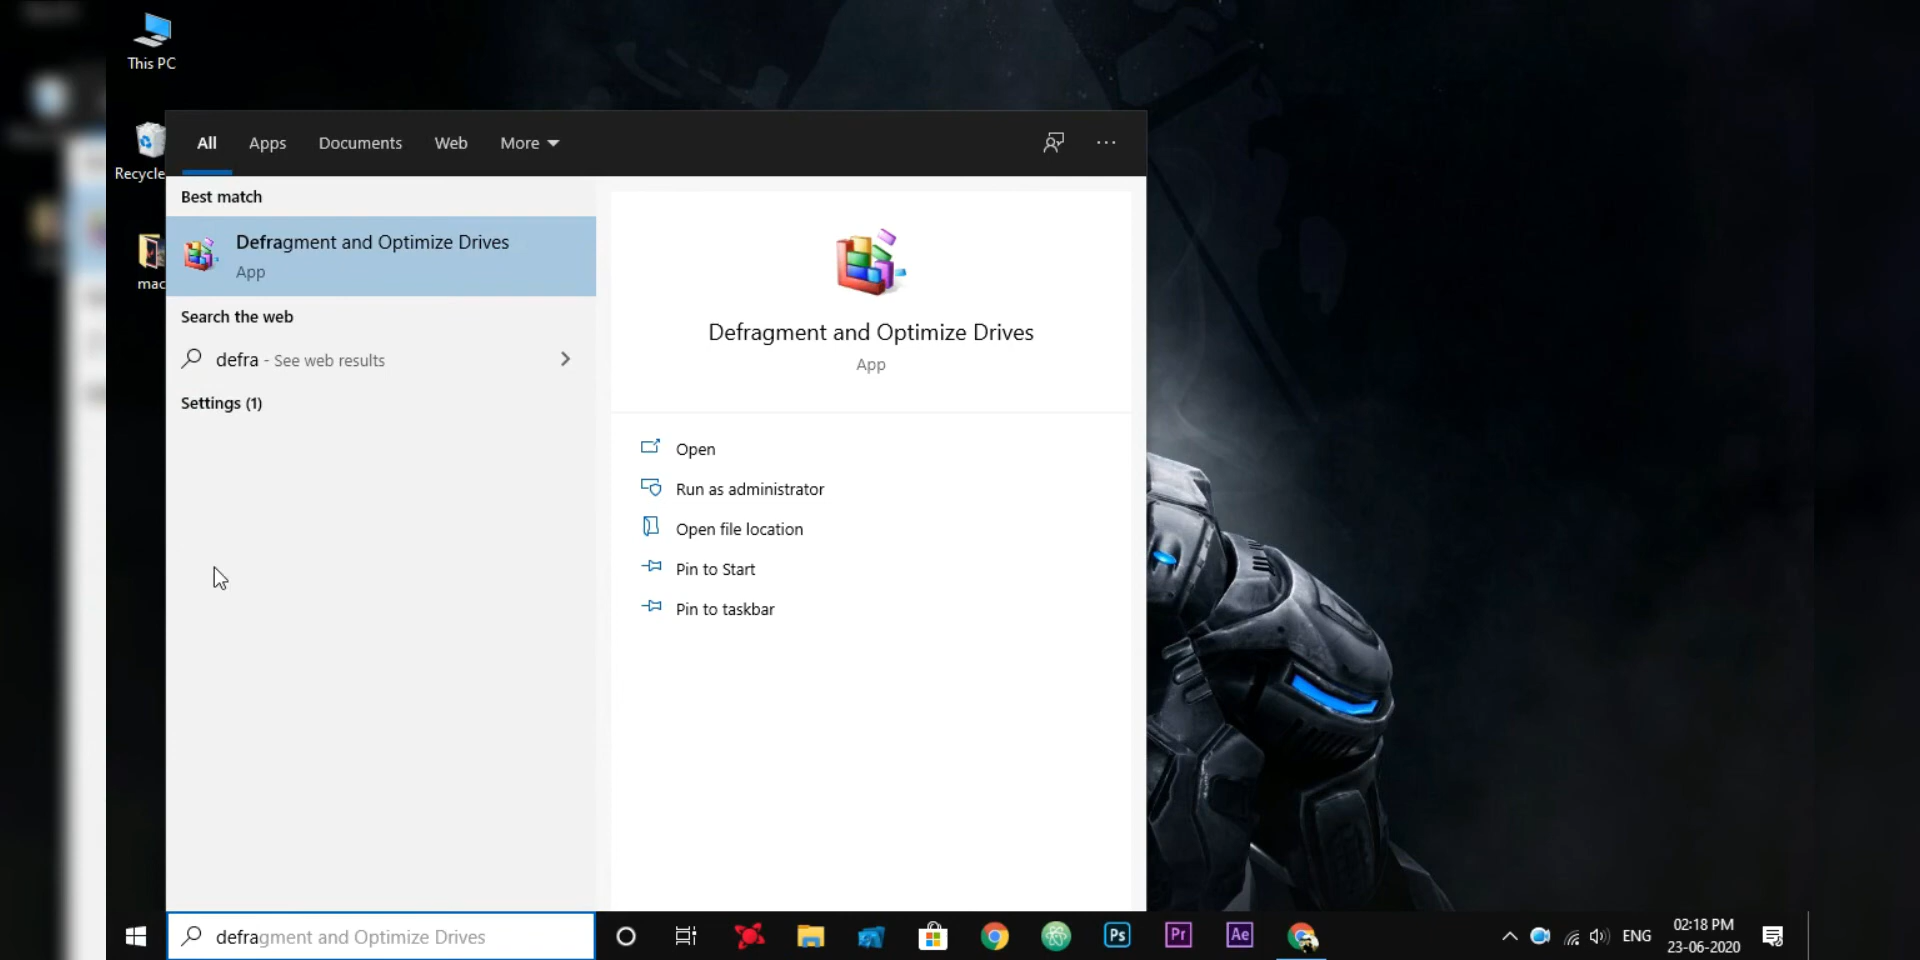 This PC
Recycle
mac
All Apps Documents Web More
Best match
Defragment and Optimize Drives
App
Search the web
defra - See web results
Settings (1)
Defragment and Optimize Drives
App
Open
Run as administrator
Open file location
Pin to Start
Pin to taskbar
defragment and Optimize Drives
Ps Pr Ae
ENG
02:18 PM
23-06-2020